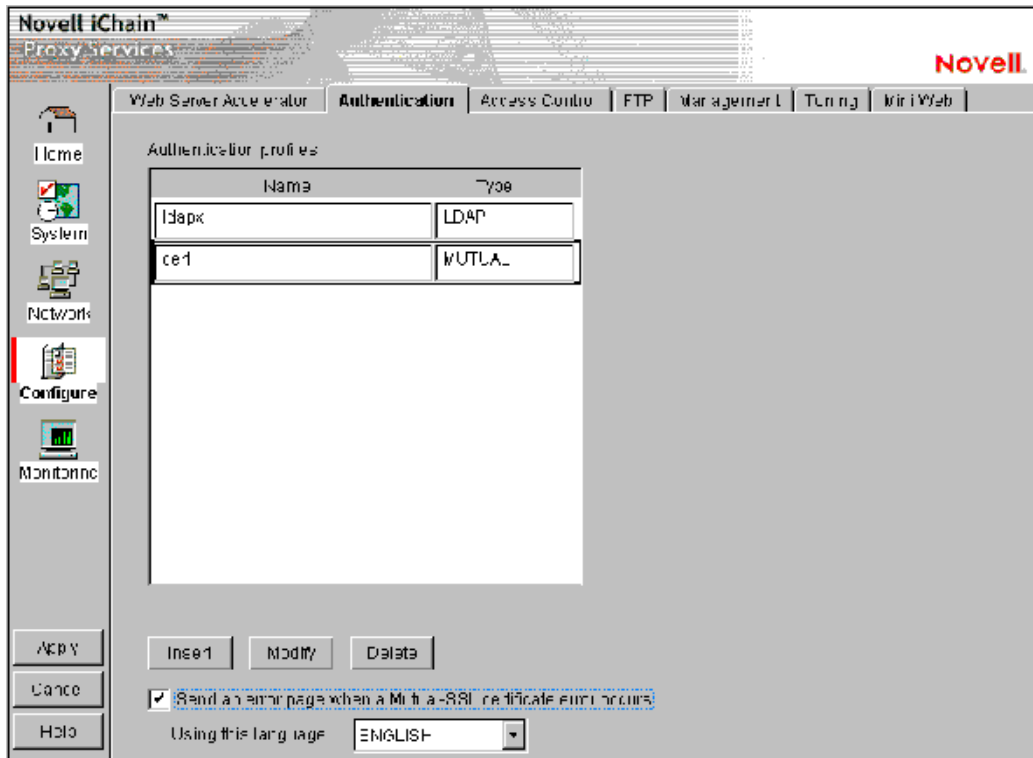 Novell iChain™
Proxy Services
Novell.
Web Server Accelerator
Authentication
Access Control
FTP
Management
Tuning
Mini Web
Home
System
Network
Configure
Monitoring
Authentication profiles
Name
Type
ldapx
LDAP
cert
MUTUAL
Insert
Modify
Delete
Send an error page when a Mutual-SSL certificate error occurs
Using this language
ENGLISH
Apply
Cancel
Help